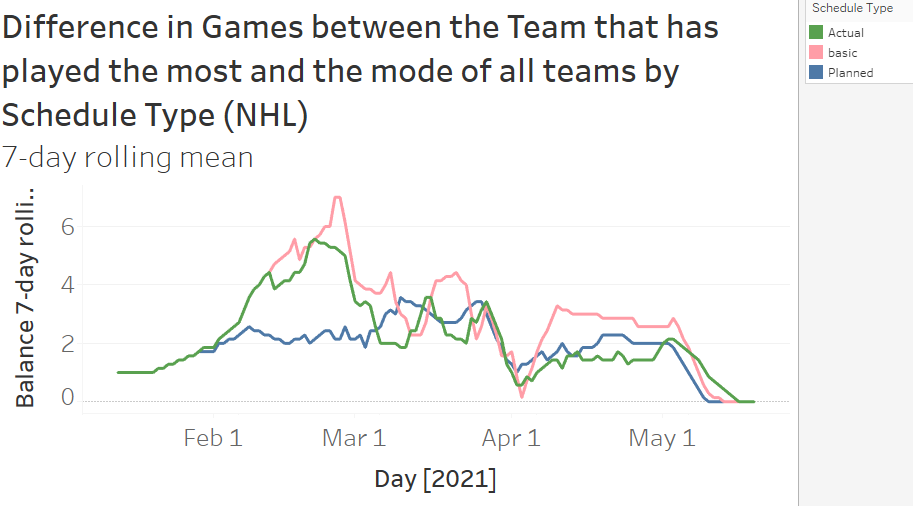 Difference in Games between the Team that has
played the most and the mode of all teams by
Schedule Type (NHL)
7-day rolling mean
Schedule Type
Actual
basic
Planned
Balance 7-day rolli..
6
4
2
0
Feb 1
Mar 1
Apr 1
May 1
Day [2021]